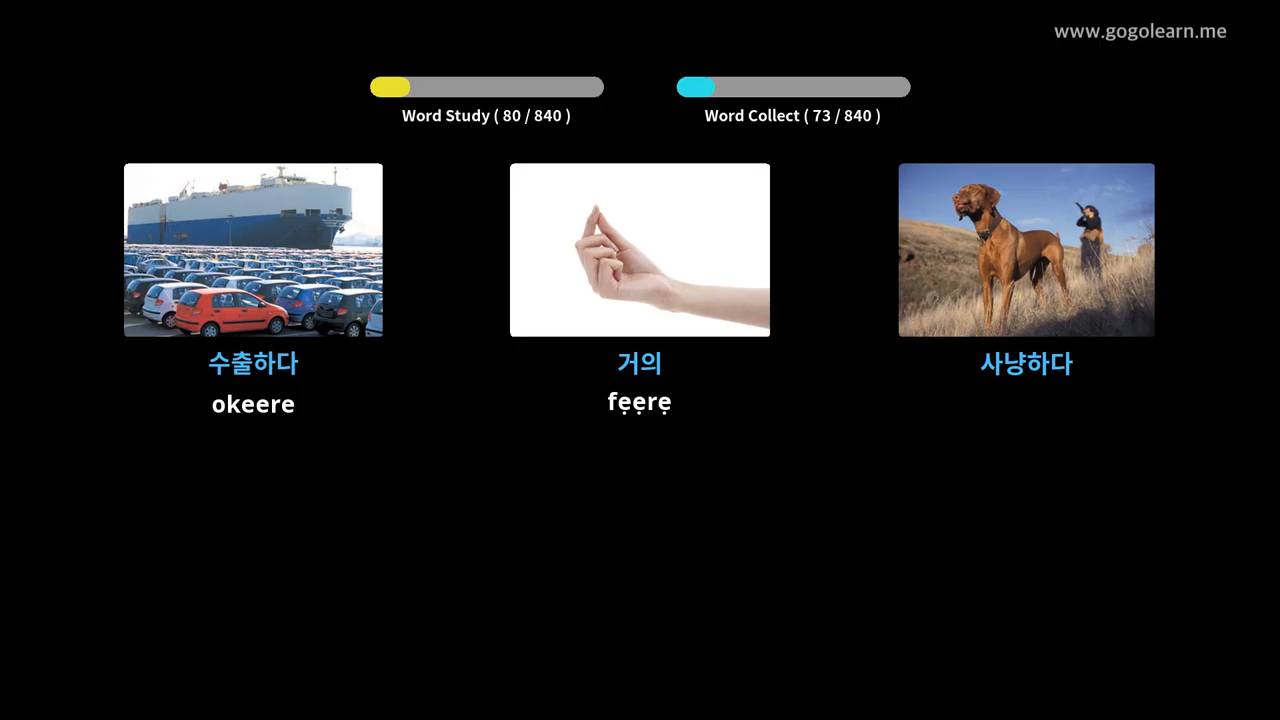 www.gogolearn.me
Word Study ( 80 / 840 )
Word Collect ( 73 / 840 )
수출하다
거의
사냥하다
okeere
fẹẹrẹ